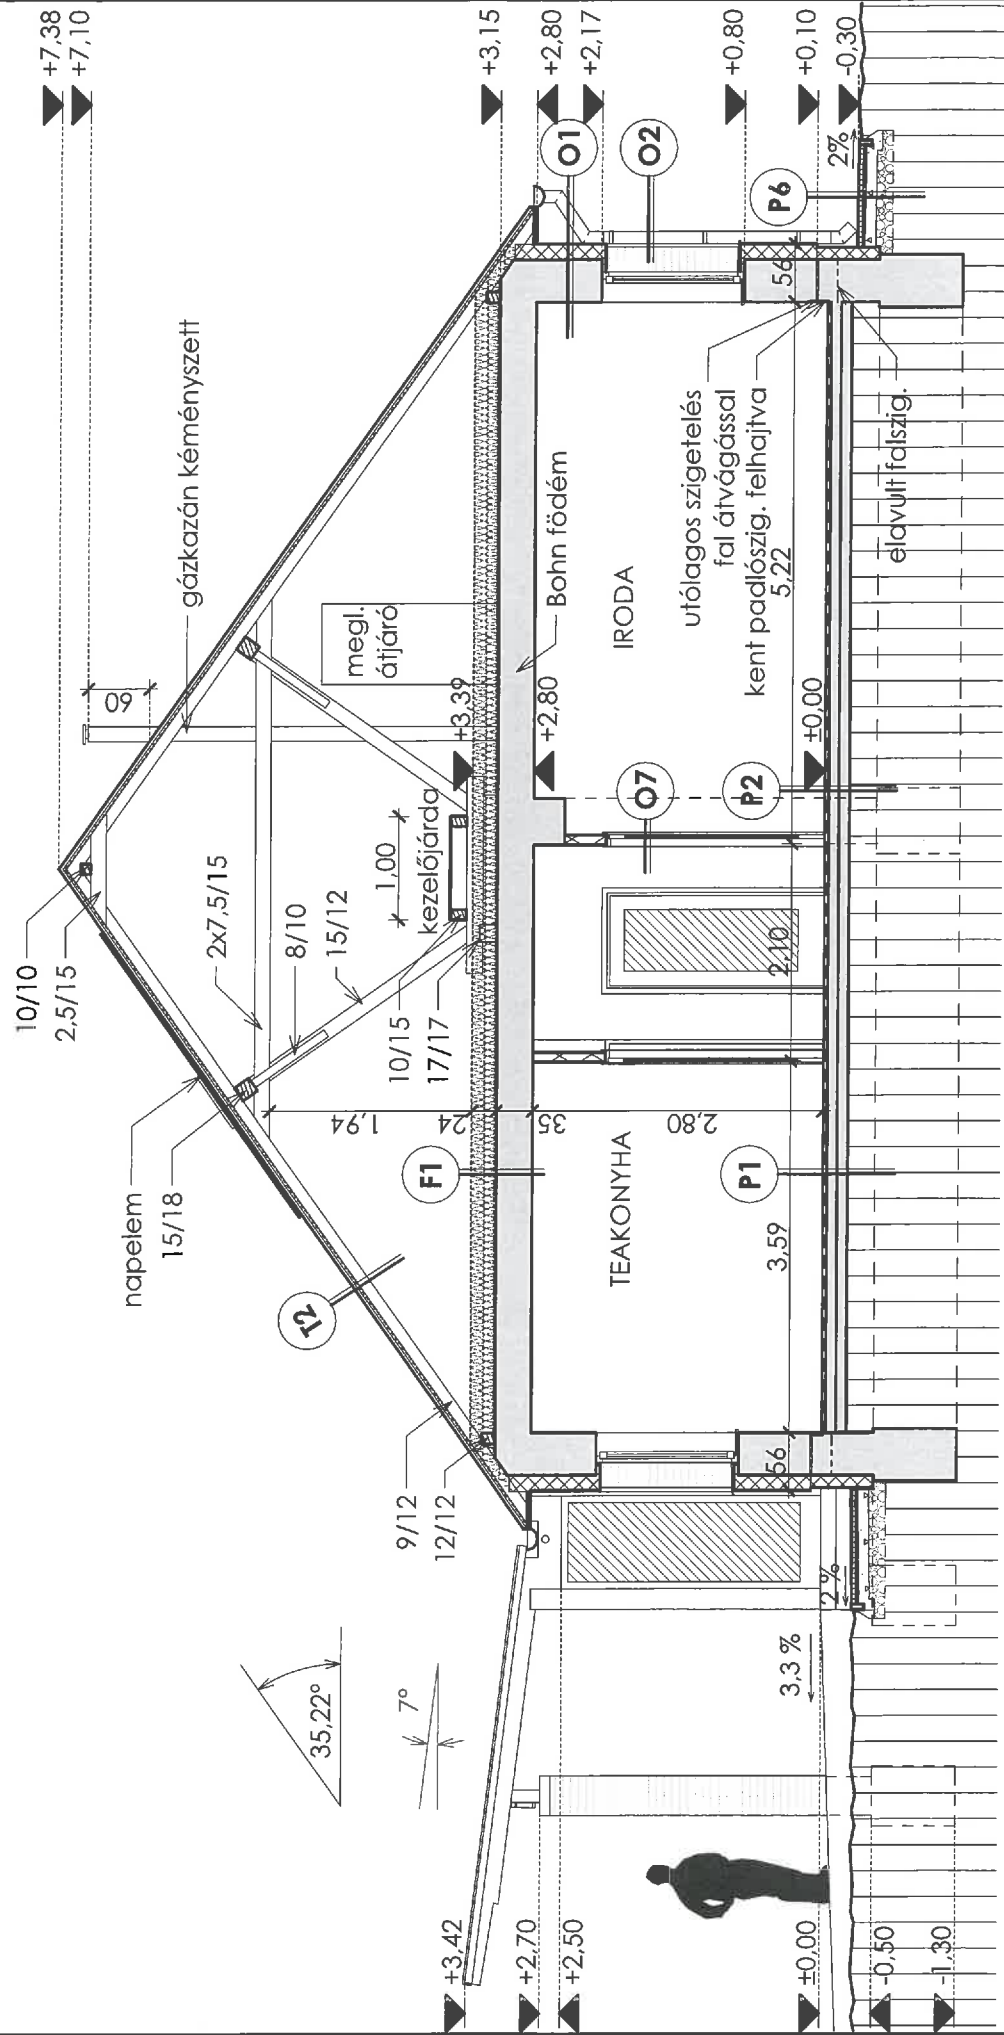 10/10
2,5/15
napelem
15/18
T2
9/12
12/12
35,22°
7°
2x7,5/15
8/10
15/12
10/15
17/17
1,00
kezelőjárda
60
gázkazán kéményszett
megl.
átjáró
+7,38
+7,10
+3,15
+2,80
+2,17
+0,80
+0,10
-0,30
O1
O2
P6
2%
F1
1,94
24
35
2,80
+3,39
+2,80
Bohn födém
TEAKONYHA
IRODA
O7
P1
P2
±0,00
3,59
2,10
5,22
56
56
utólagos szigetelés
fal átvágással
kent padlószig. felhajtva
elavult falszig.
2%
3,3 %
+3,42
+2,70
+2,50
±0,00
-0,50
-1,30